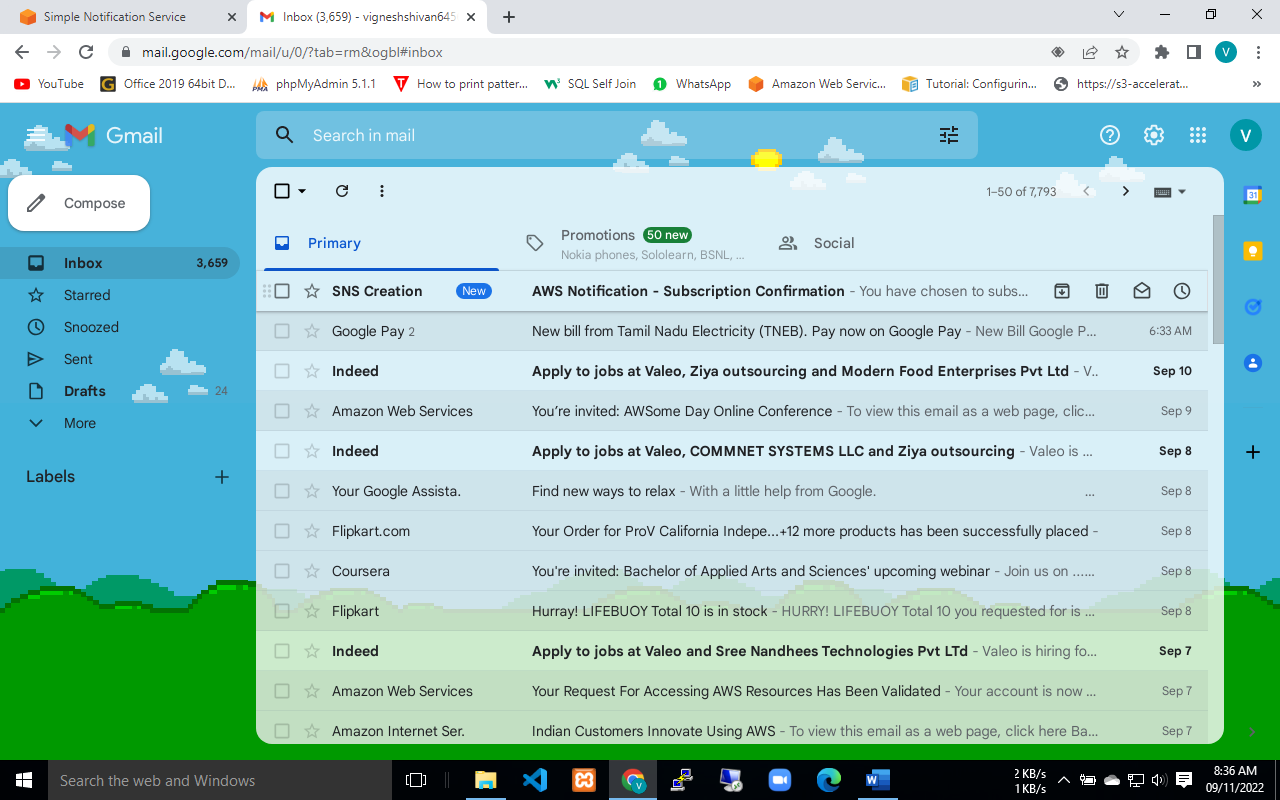 Simple Notification Service
Inbox (3,659) - vigneshshivan645
mail.google.com/mail/u/0/?tab=rm&ogbl#inbox
V
YouTube
Office 2019 64bit D...
phpMyAdmin 5.1.1
How to print patter...
SQL Self Join
WhatsApp
Amazon Web Servic...
Tutorial: Configurin...
https://s3-accelerat...
»
Gmail
Search in mail
V
Compose
1–50 of 7,793
Inbox 3,659
Starred
Snoozed
Sent
Drafts 24
More
Labels
Primary
Promotions 50 new
Nokia phones, Sololearn, BSNL, ...
Social
31
SNS Creation New AWS Notification - Subscription Confirmation - You have chosen to subs...
Google Pay 2 New bill from Tamil Nadu Electricity (TNEB). Pay now on Google Pay - New Bill Google P... 6:33 AM
Indeed Apply to jobs at Valeo, Ziya outsourcing and Modern Food Enterprises Pvt Ltd - V.. Sep 10
Amazon Web Services You're invited: AWSome Day Online Conference - To view this email as a web page, clic... Sep 9
Indeed Apply to jobs at Valeo, COMMNET SYSTEMS LLC and Ziya outsourcing - Valeo is ... Sep 8
Your Google Assista. Find new ways to relax - With a little help from Google. ... Sep 8
Flipkart.com Your Order for ProV California Indepe...+12 more products has been successfully placed - Sep 8
Coursera You're invited: Bachelor of Applied Arts and Sciences' upcoming webinar - Join us on ...... Sep 8
Flipkart Hurray! LIFEBUOY Total 10 is in stock - HURRY! LIFEBUOY Total 10 you requested for is ... Sep 8
Indeed Apply to jobs at Valeo and Sree Nandhees Technologies Pvt LTd - Valeo is hiring fo... Sep 7
Amazon Web Services Your Request For Accessing AWS Resources Has Been Validated - Your account is now ... Sep 7
Amazon Internet Ser. Indian Customers Innovate Using AWS - To view this email as a web page, click here Ba... Sep 7
Search the web and Windows
2 KB/s
1 KB/s
8:36 AM
09/11/2022